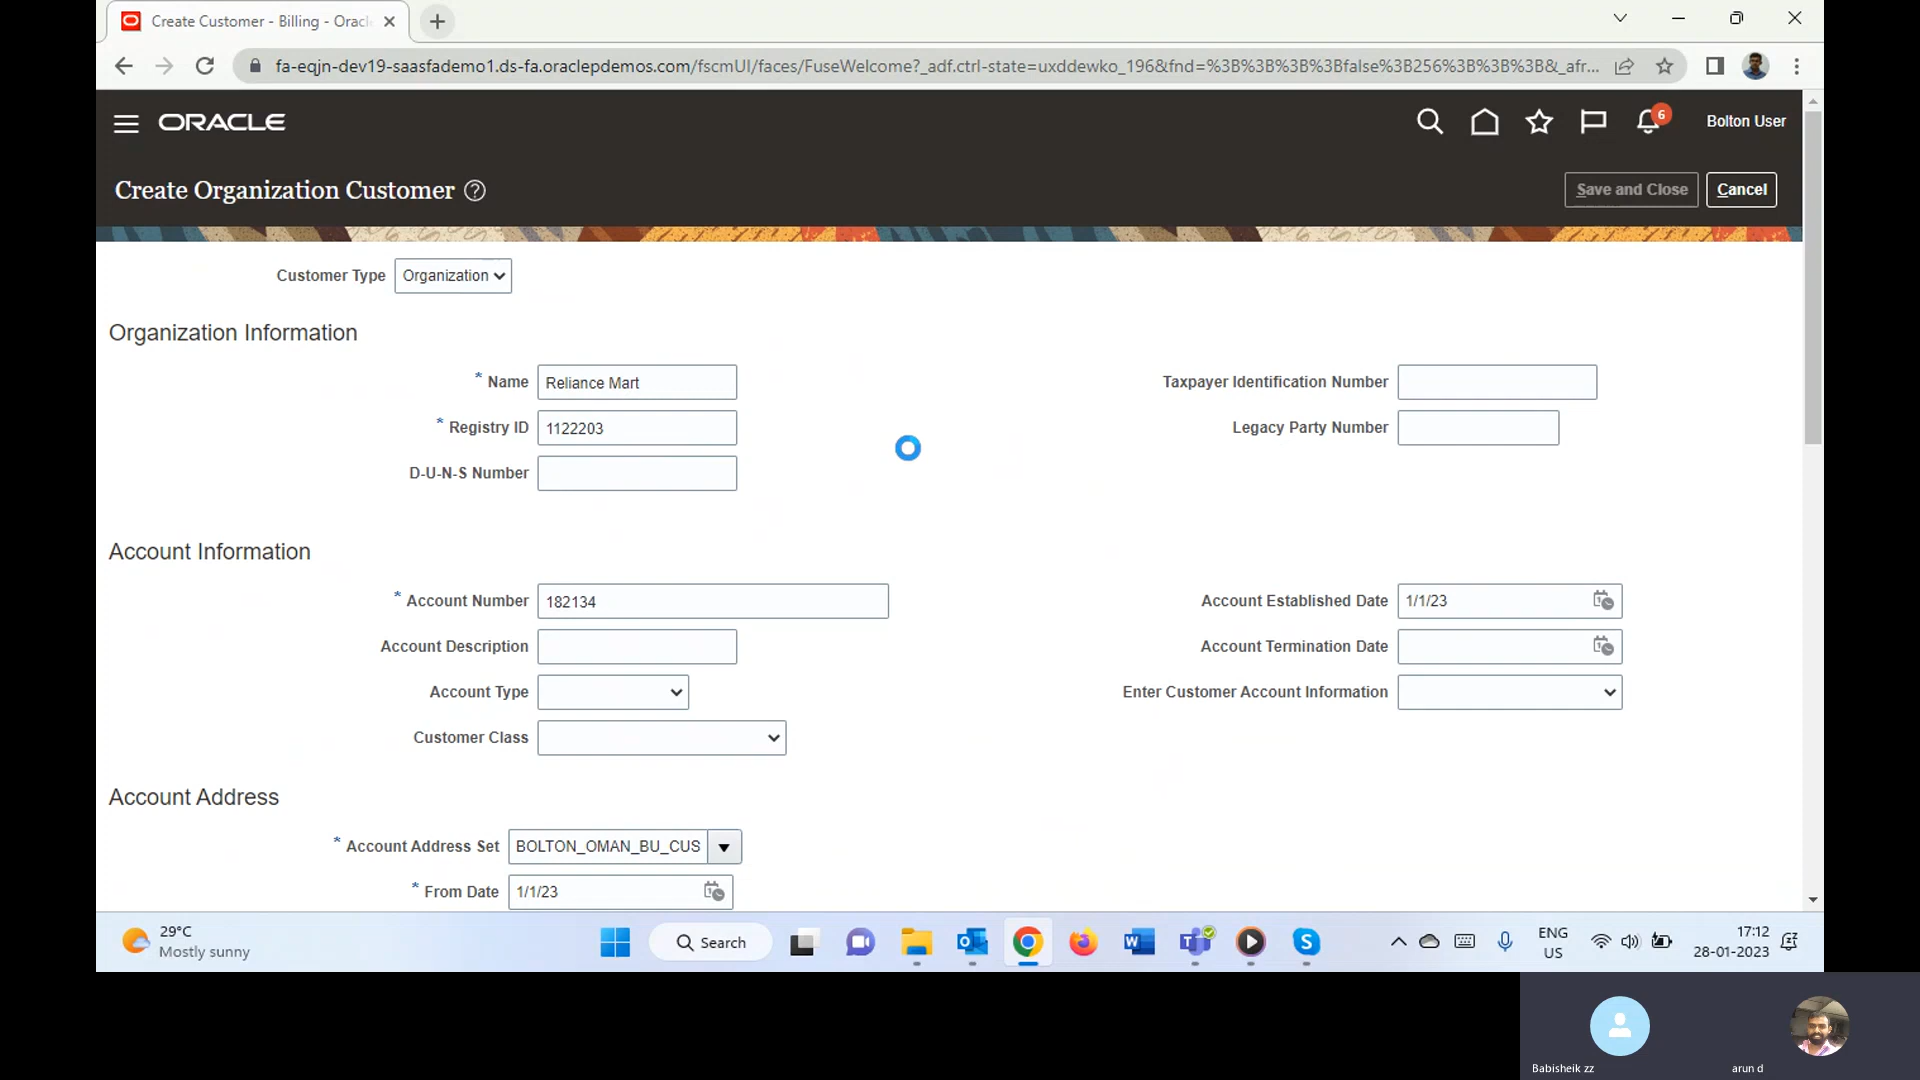 Create Customer - Billing - Oracl
fa-eqjn-dev19-saasfademo1.ds-fa.oraclepdemos.com/fscmUI/faces/FuseWelcome?_adf.ctrl-state=uxddewko_196&fnd=%3B%3B%3B%3Bfalse%3B256%3B%3B%3B&_afr...
ORACLE
6
Bolton User
Create Organization Customer ?
Save and Close
Cancel
Customer Type Organization
Organization Information
* Name Reliance Mart
Taxpayer Identification Number
* Registry ID 1122203
Legacy Party Number
D-U-N-S Number
Account Information
* Account Number 182134
Account Established Date 1/1/23
Account Description
Account Termination Date
Account Type
Enter Customer Account Information
Customer Class
Account Address
* Account Address Set BOLTON_OMAN_BU_CUS
* From Date 1/1/23
29°C
Mostly sunny
Search
ENG
US
17:12
28-01-2023
Babisheik zz
arun d